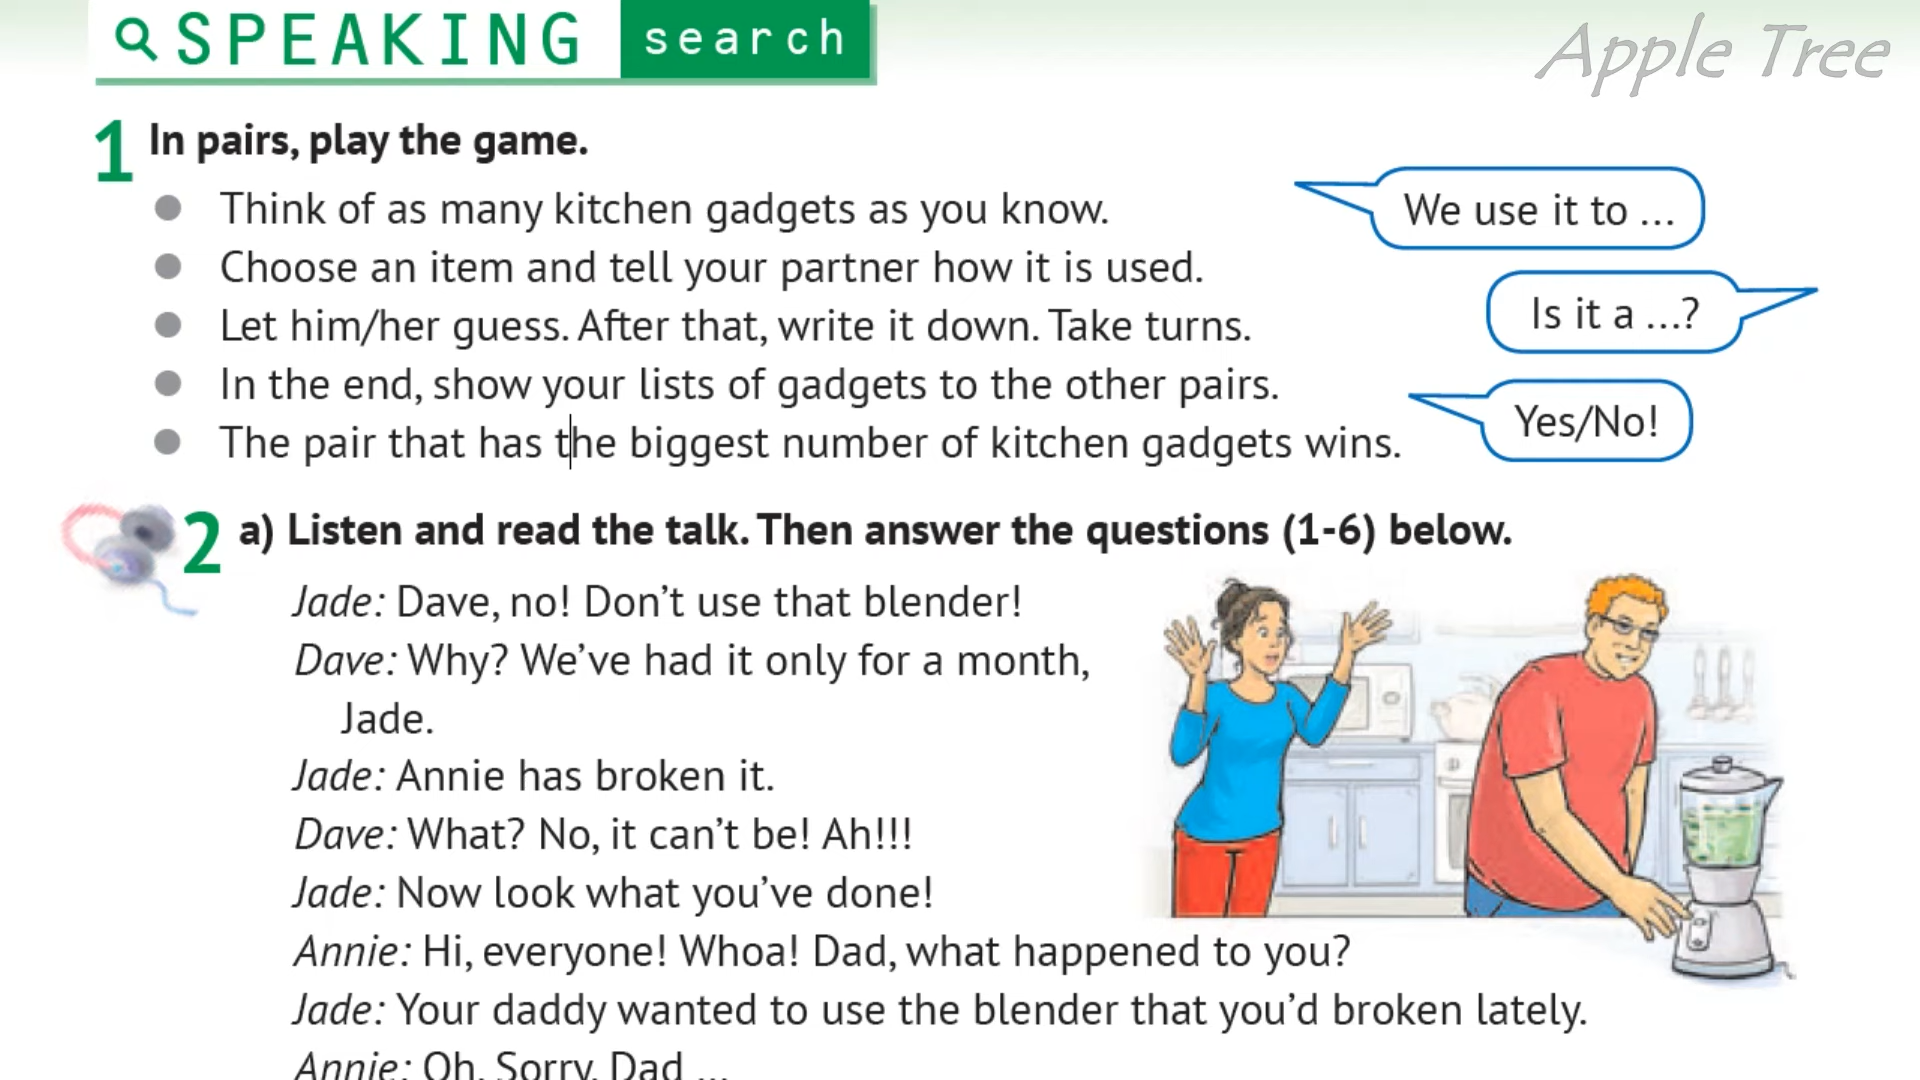 SPEAKING search
Apple Tree
1 In pairs, play the game.
Think of as many kitchen gadgets as you know.
We use it to ...
Choose an item and tell your partner how it is used.
Is it a ...?
Let him/her guess. After that, write it down. Take turns.
In the end, show your lists of gadgets to the other pairs.
Yes/No!
The pair that has the biggest number of kitchen gadgets wins.
2 a) Listen and read the talk. Then answer the questions (1-6) below.
Jade: Dave, no! Don't use that blender!
Dave: Why? We've had it only for a month,
Jade.
Jade: Annie has broken it.
Dave: What? No, it can't be! Ah!!!
Jade: Now look what you've done!
Annie: Hi, everyone! Whoa! Dad, what happened to you?
Jade: Your daddy wanted to use the blender that you'd broken lately.
Annie: Oh. Sorry, Dad ...